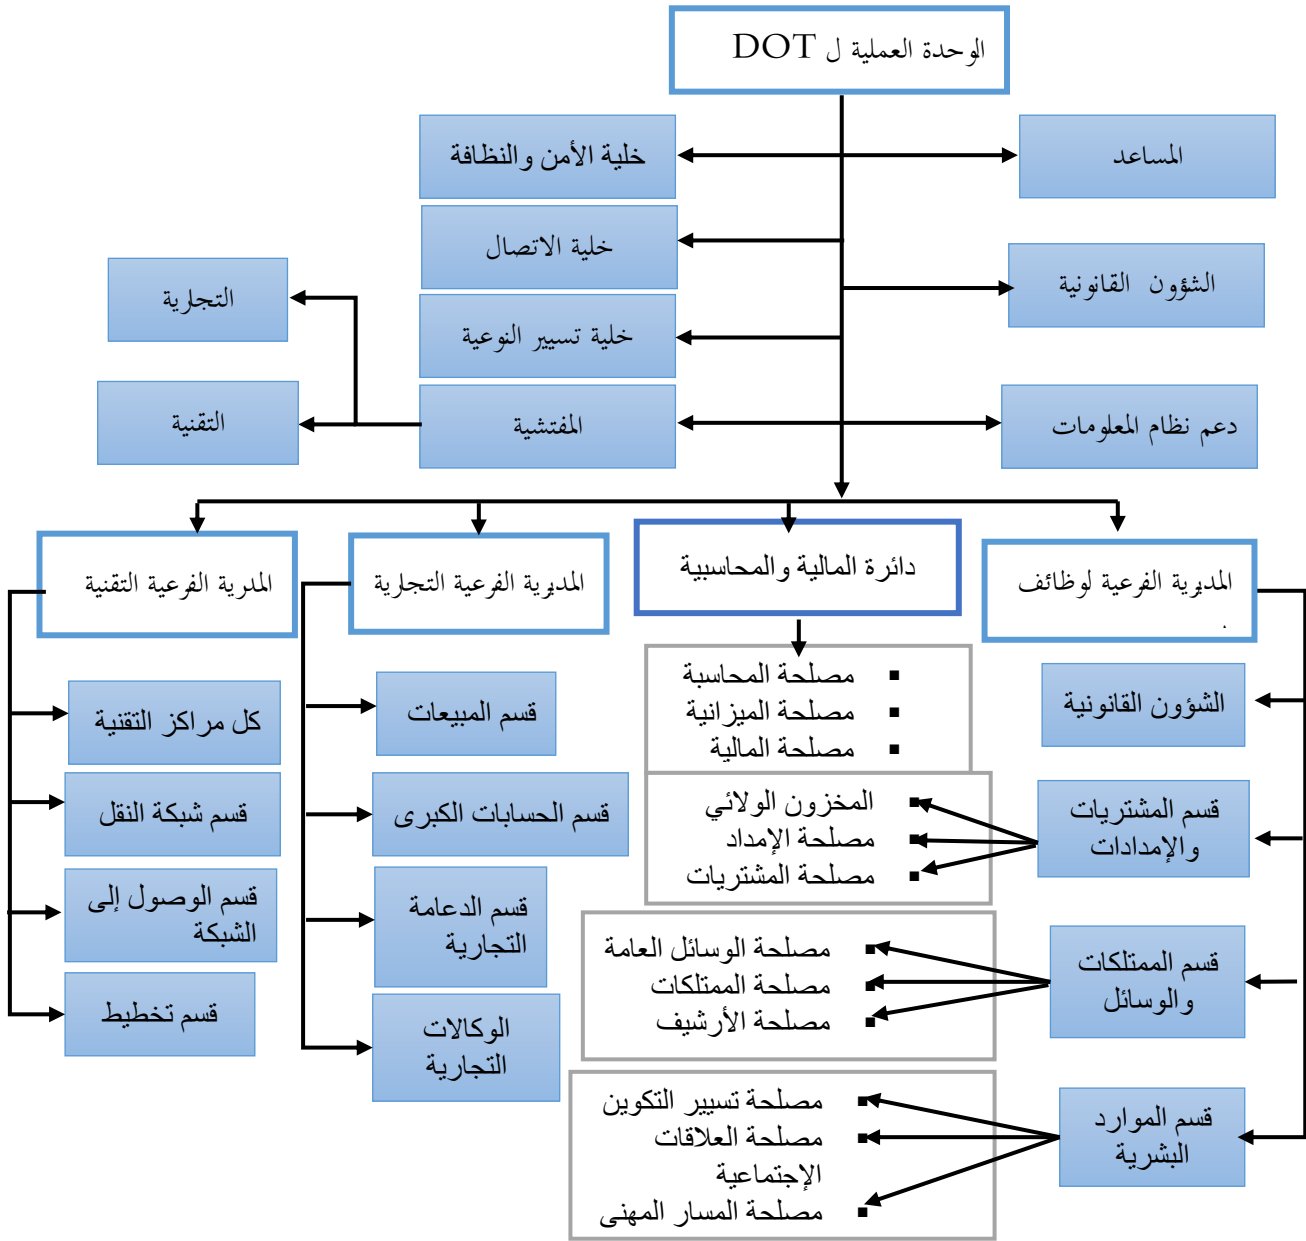 الوحدة العملية ل DOT
المساعد
خلية الأمن والنظافة
خلية الاتصال
الشؤون القانونية
التجارية
خلية تسيير النوعية
دعم نظام المعلومات
المفتشية
التقنية
المديرية الفرعية لوظائف
.
دائرة المالية والمحاسبية
المديرية الفرعية التجارية
المدرية الفرعية التقنية
الشؤون القانونية
قسم المشتريات
والإمدادات
قسم الممتلكات
والوسائل
قسم الموارد
البشرية
▪ مصلحة المحاسبة
▪ مصلحة الميزانية
▪ مصلحة المالية
▪ المخزون الولائي
▪ مصلحة الإمداد
▪ مصلحة المشتريات
▪ مصلحة الوسائل العامة
▪ مصلحة الممتلكات
▪ مصلحة الأرشيف
▪ مصلحة تسيير التكوين
▪ مصلحة العلاقات
الإجتماعية
▪ مصلحة المسار المهنى
قسم المبيعات
قسم الحسابات الكبرى
قسم الدعامة
التجارية
الوكالات
التجارية
كل مراكز التقنية
قسم شبكة النقل
قسم الوصول إلى
الشبكة
قسم تخطيط